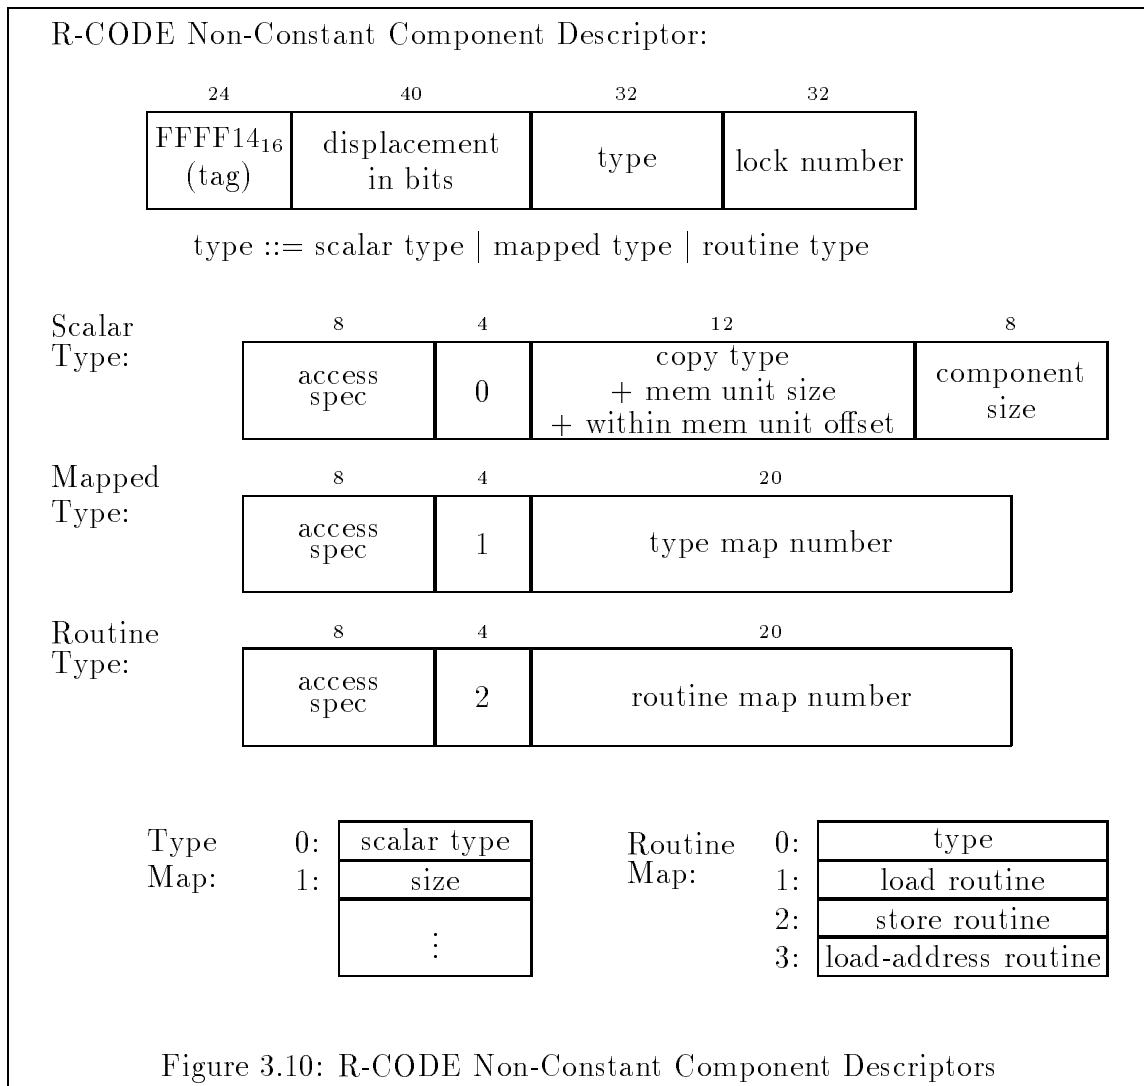 R-CODE Non-Constant Component Descriptor:
24 40 32 32
FFFF14₁₆ (tag)
displacement in bits
type
lock number
type ::= scalar type | mapped type | routine type
Scalar Type:
8 4 12 8
access spec
0
copy type
+ mem unit size
+ within mem unit offset
component size
Mapped Type:
8 4 20
access spec
1
type map number
Routine Type:
8 4 20
access spec
2
routine map number
Type Map:
0: scalar type
1: size
⋮
Routine Map:
0: type
1: load routine
2: store routine
3: load-address routine
Figure 3.10: R-CODE Non-Constant Component Descriptors